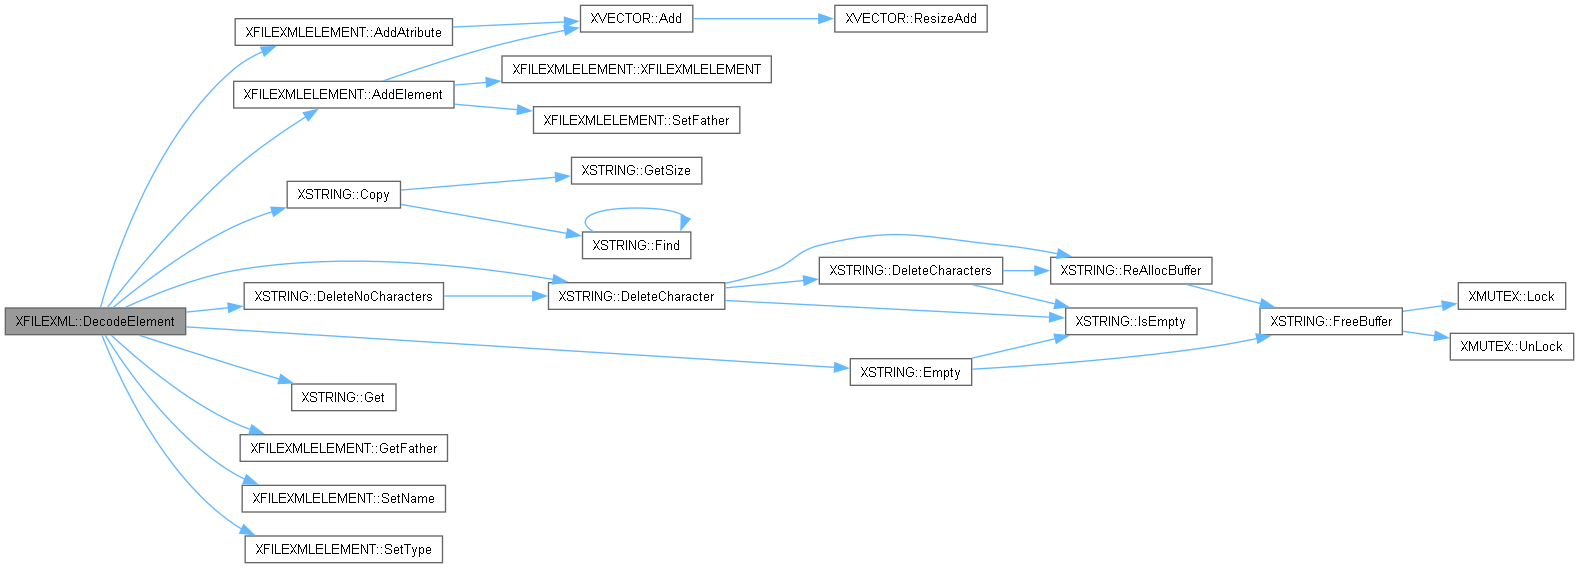 XFILEXML::DecodeElement
XFILEXMLELEMENT::AddAtribute
XFILEXMLELEMENT::AddElement
XSTRING::Copy
XSTRING::DeleteNoCharacters
XSTRING::Get
XFILEXMLELEMENT::GetFather
XFILEXMLELEMENT::SetName
XFILEXMLELEMENT::SetType
XVECTOR::Add
XFILEXMLELEMENT::XFILEXMLELEMENT
XFILEXMLELEMENT::SetFather
XSTRING::GetSize
XSTRING::Find
XSTRING::DeleteCharacter
XVECTOR::ResizeAdd
XSTRING::DeleteCharacters
XSTRING::Empty
XSTRING::ReAllocBuffer
XSTRING::IsEmpty
XSTRING::FreeBuffer
XMUTEX::Lock
XMUTEX::UnLock